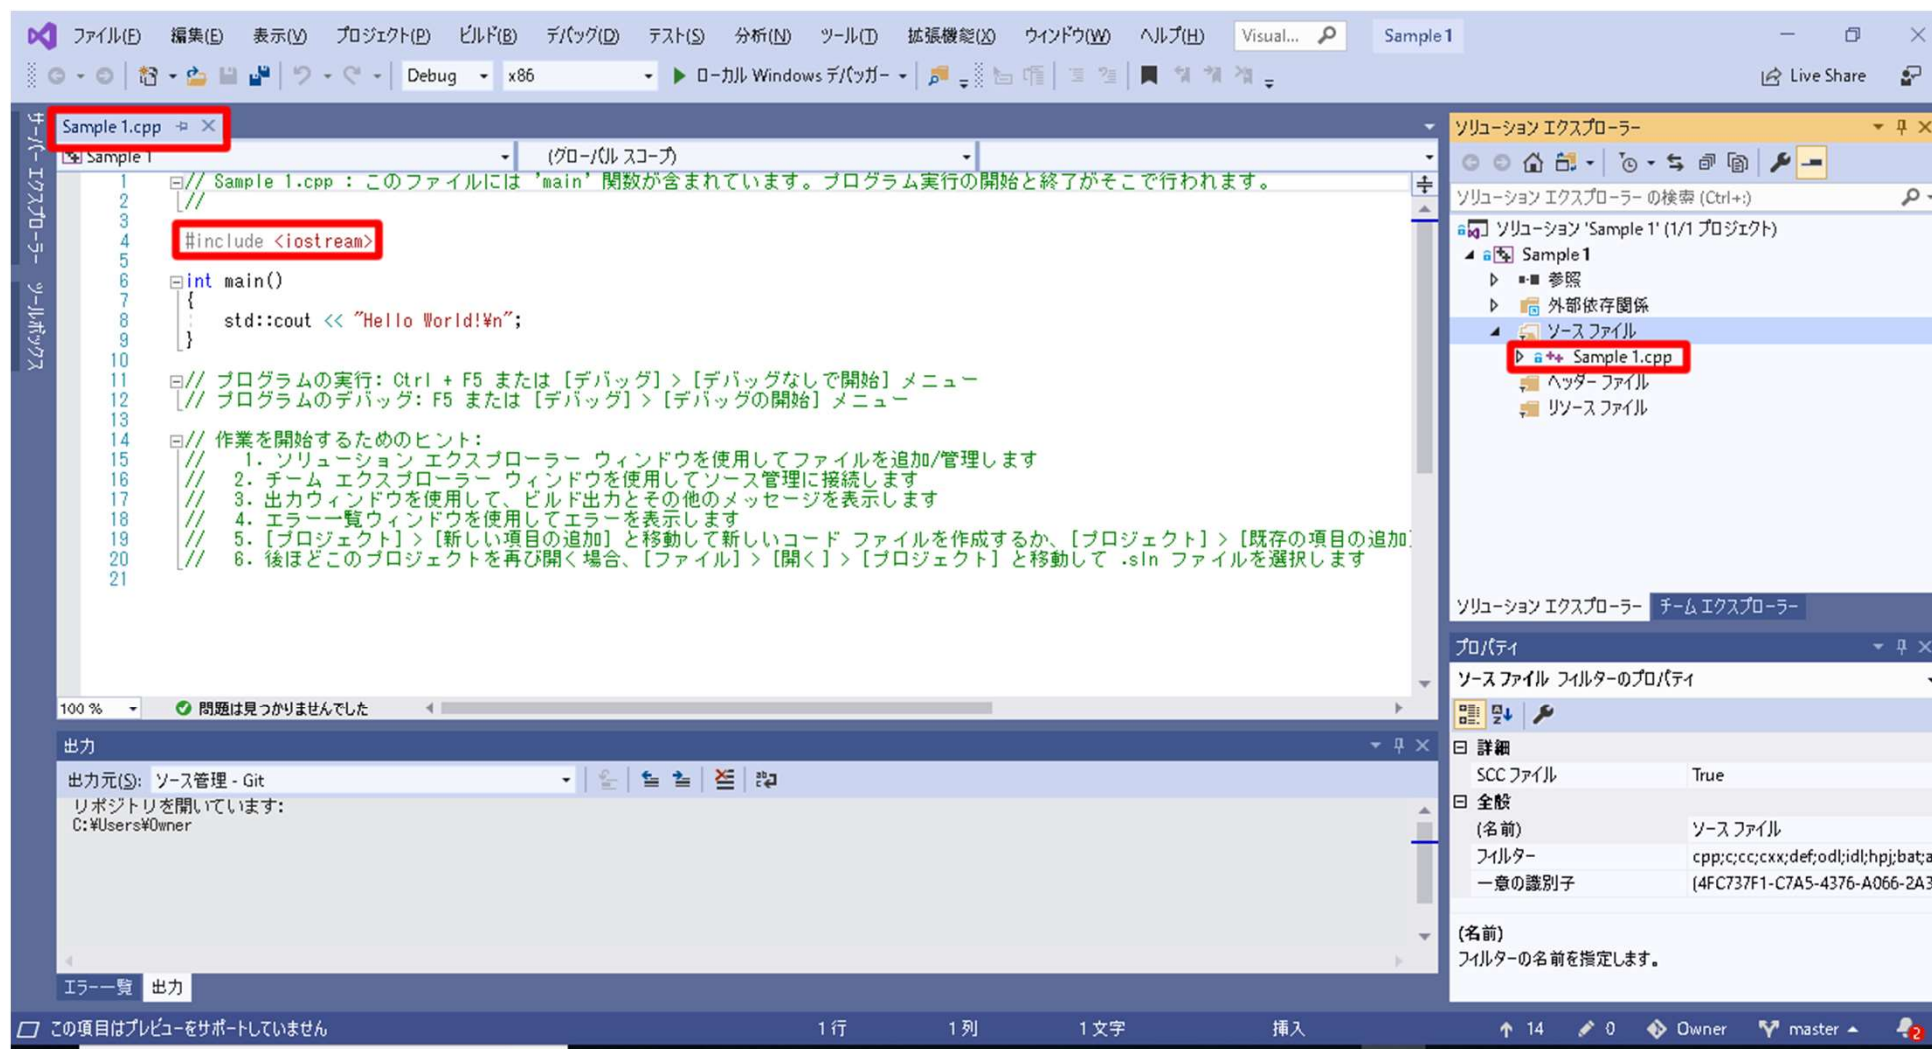 ファイル(F) 編集(E) 表示(V) プロジェクト(P) ビルド(B) デバッグ(D) テスト(S) 分析(N) ツール(T) 拡張機能(X) ウィンドウ(W) ヘルプ(H) Visual... Sample 1
Debug x86 ローカル Windows デバッガー Live Share
サーバー エクスプローラー ツールボックス
Sample 1.cpp
Sample 1 (グローバル スコープ)
1 // Sample 1.cpp : このファイルには 'main' 関数が含まれています。プログラム実行の開始と終了がそこで行われます。
2 //
3
4 #include <iostream>
5
6 int main()
7 {
8 std::cout << "Hello World!¥n";
9 }
10
11 // プログラムの実行: Ctrl + F5 または [デバッグ] > [デバッグなしで開始] メニュー
12 // プログラムのデバッグ: F5 または [デバッグ] > [デバッグの開始] メニュー
13
14 // 作業を開始するためのヒント:
15 // 1. ソリューション エクスプローラー ウィンドウを使用してファイルを追加/管理します
16 // 2. チーム エクスプローラー ウィンドウを使用してソース管理に接続します
17 // 3. 出力ウィンドウを使用して、ビルド出力とその他のメッセージを表示します
18 // 4. エラー一覧ウィンドウを使用してエラーを表示します
19 // 5. [プロジェクト] > [新しい項目の追加] と移動して新しいコード ファイルを作成するか、[プロジェクト] > [既存の項目の追加]
20 // 6. 後ほどこのプロジェクトを再び開く場合、[ファイル] > [開く] > [プロジェクト] と移動して .sln ファイルを選択します
21
100 % 問題は見つかりませんでした
出力
出力元(S): ソース管理 - Git
リポジトリを開いています:
C:¥Users¥Owner
エラー一覧 出力
ソリューション エクスプローラー
ソリューション エクスプローラー の検索 (Ctrl+:)
ソリューション 'Sample 1' (1/1 プロジェクト)
Sample 1
参照
外部依存関係
ソース ファイル
Sample 1.cpp
ヘッダー ファイル
リソース ファイル
ソリューション エクスプローラー チーム エクスプローラー
プロパティ
ソース ファイル フィルターのプロパティ
詳細
SCC ファイル True
全般
(名前) ソース ファイル
フィルター cpp;c;cc;cxx;def;odl;idl;hpj;bat;a
一意の識別子 {4FC737F1-C7A5-4376-A066-2A3
(名前)
フィルターの名前を指定します。
この項目はプレビューをサポートしていません 1 行 1 列 1 文字 挿入 14 0 Owner master 2